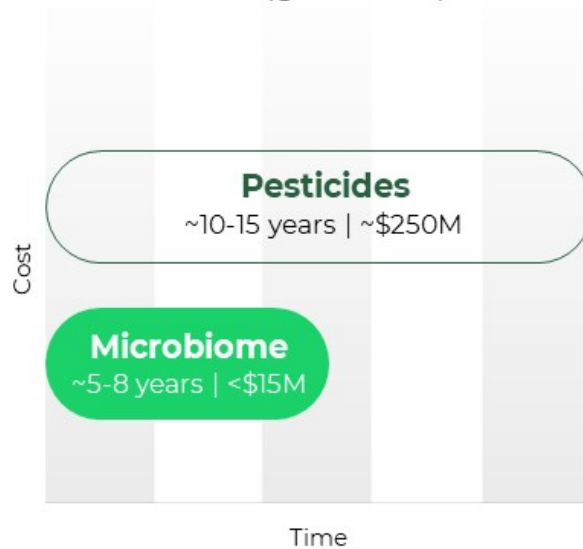 Pesticides
~10-15 years | ~$250M
Cost
Microbiome
~5-8 years | <$15M
Time